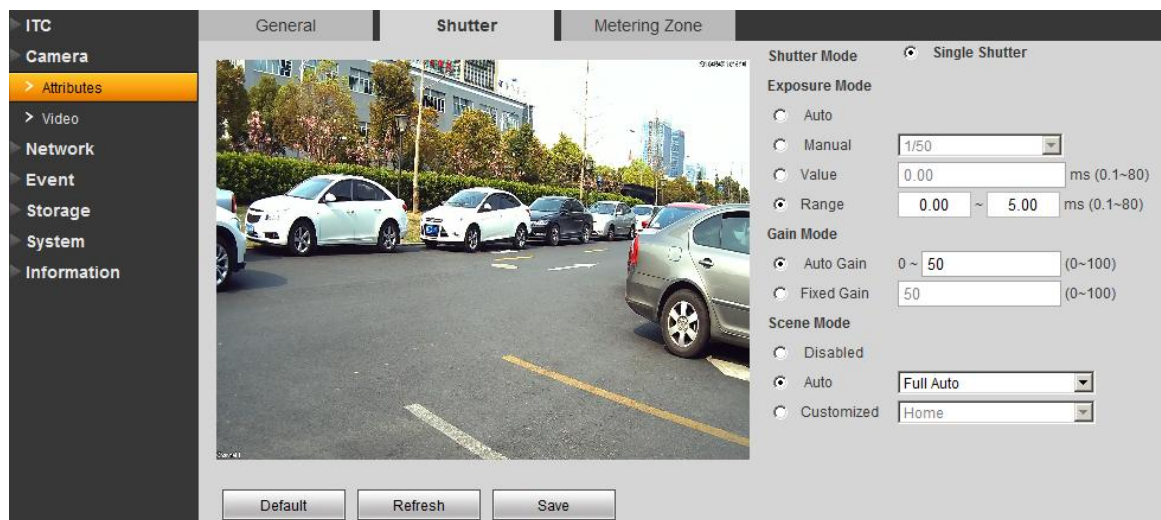 ITC
Camera
> Attributes
> Video
Network
Event
Storage
System
Information
General
Shutter
Metering Zone
Shutter Mode Single Shutter
Exposure Mode
Auto
Manual 1/50
Value 0.00 ms (0.1~80)
Range 0.00 ~ 5.00 ms (0.1~80)
Gain Mode
Auto Gain 0 ~ 50 (0~100)
Fixed Gain 50 (0~100)
Scene Mode
Disabled
Auto Full Auto
Customized Home
Default
Refresh
Save